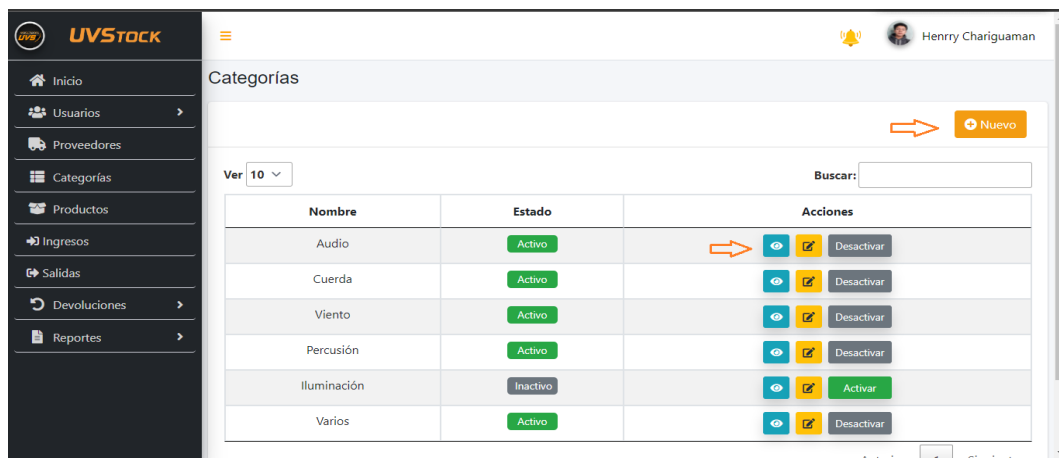 UVS UVStock
Henrry Chariguaman
Inicio
Usuarios
Proveedores
Categorías
Productos
Ingresos
Salidas
Devoluciones
Reportes
Categorías
Nuevo
Ver 10
Buscar:
Nombre Estado Acciones
Audio Activo Desactivar
Cuerda Activo Desactivar
Viento Activo Desactivar
Percusión Activo Desactivar
Iluminación Inactivo Activar
Varios Activo Desactivar